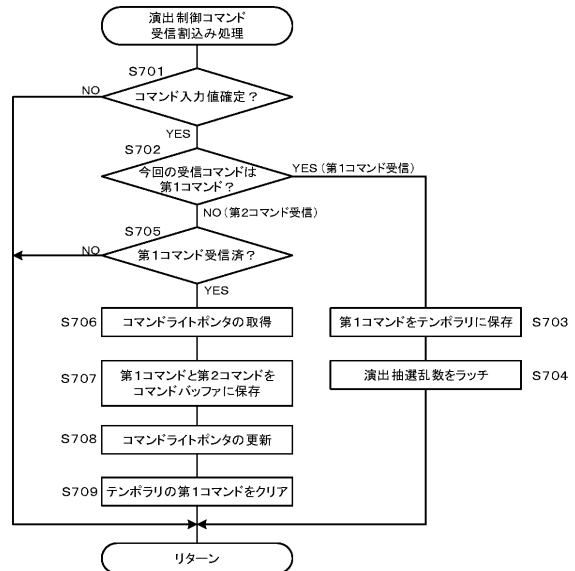 演出制御コマンド
受信割込み処理
S701
NO
コマンド入力値確定?
YES
S702
今回の受信コマンドは
第1コマンド?
YES(第1コマンド受信)
NO(第2コマンド受信)
S705
NO
第1コマンド受信済?
YES
S706
コマンドライトポンタの取得
第1コマンドをテンポラリに保存
S703
S707
第1コマンドと第2コマンドを
コマンドバッファに保存
演出抽選乱数をラッチ
S704
S708
コマンドライトポンタの更新
S709
テンポラリの第1コマンドをクリア
リターン